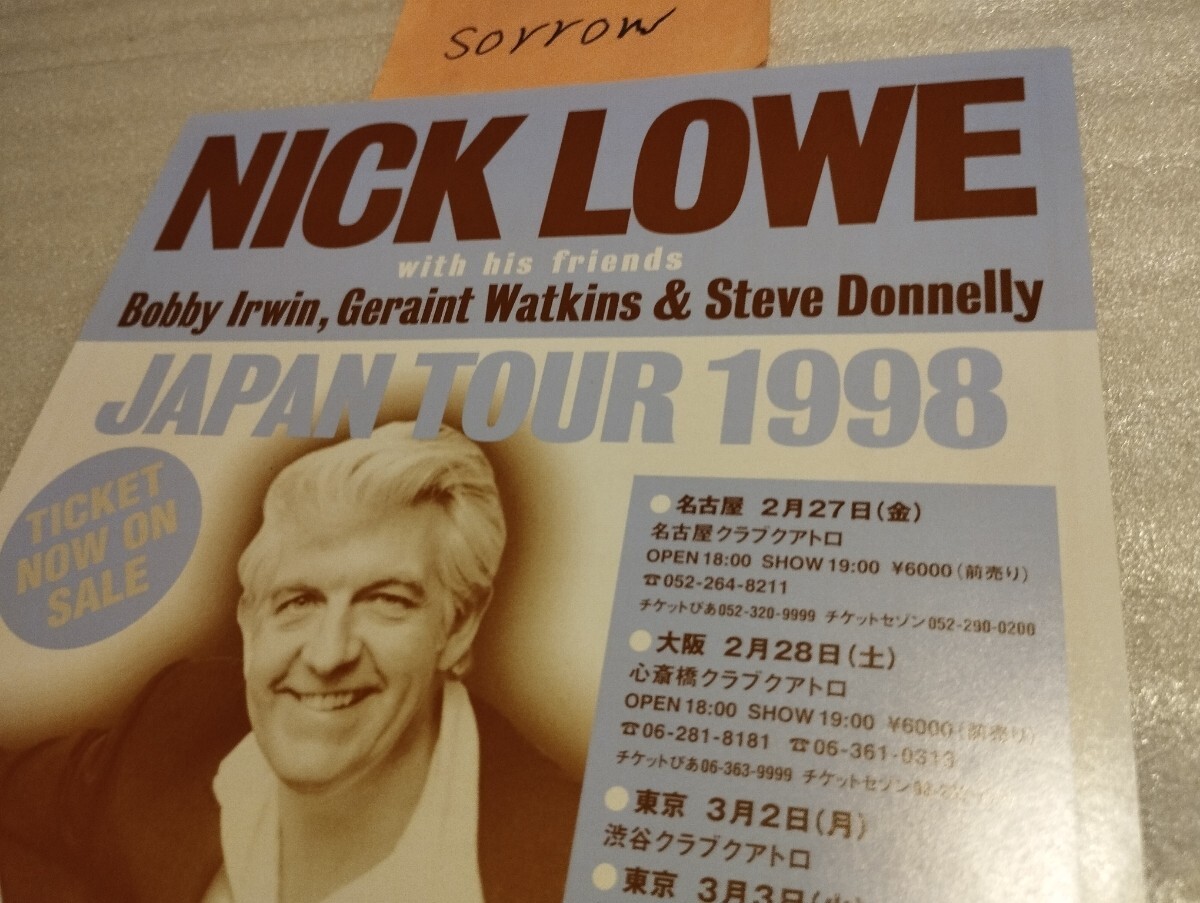 sorrow
NICK LOWE
with his friends
Bobby Irwin, Geraint Watkins & Steve Donnelly
JAPAN TOUR 1998
TICKET
NOW ON
SALE
●名古屋 2月27日(金)
名古屋クラブクアトロ
OPEN 18:00 SHOW 19:00 ¥6000(前売り)
☎052-264-8211
チケットぴあ052-320-9999 チケットセゾン052-290-0200
●大阪 2月28日(土)
心斎橋クラブクアトロ
OPEN 18:00 SHOW 19:00 ¥6000(前売り)
☎06-281-8181 ☎06-361-0313
チケットぴあ06-363-9999 チケットセゾン
●東京 3月2日(月)
渋谷クラブクアトロ
●東京 3月3日